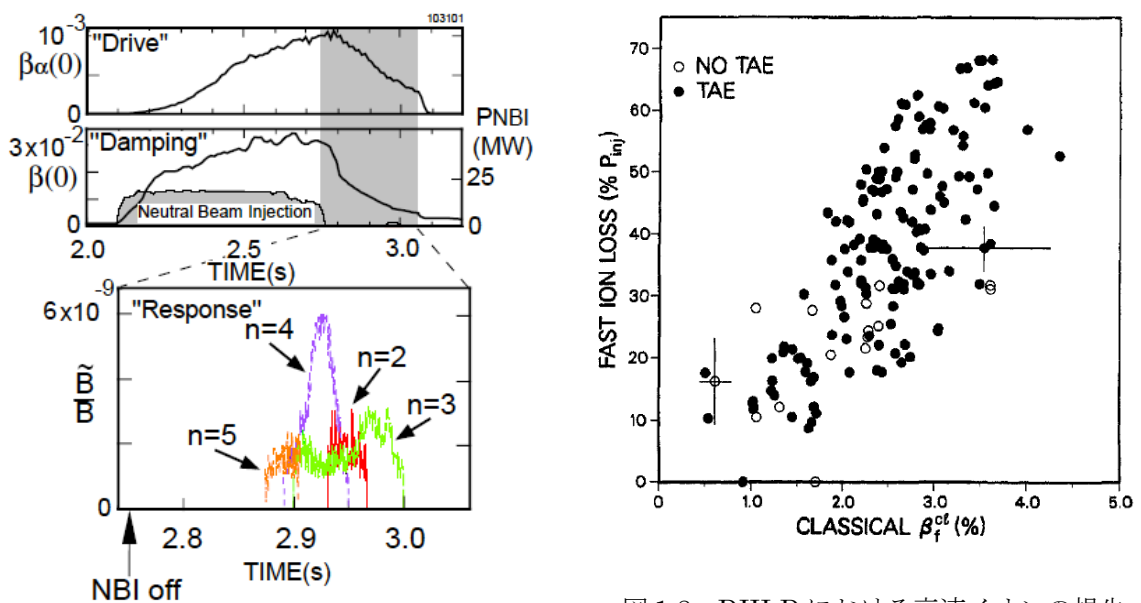 103101
"Drive"
10⁻³
βα(0)
0
PNBI
(MW)
"Damping"
3x10⁻²
β(0)
25
Neutral Beam Injection
0
0
2.0
2.5
3.0
TIME(s)
-9
6x10
"Response"
n=4
n=2
n=3
n=5
B̃
B
0
2.8
2.9
3.0
TIME(s)
NBI off
FAST ION LOSS (% Pinj)
70
60
50
40
30
20
10
0
NO TAE
TAE
0
1.0
2.0
3.0
4.0
5.0
CLASSICAL βfcℓ (%)